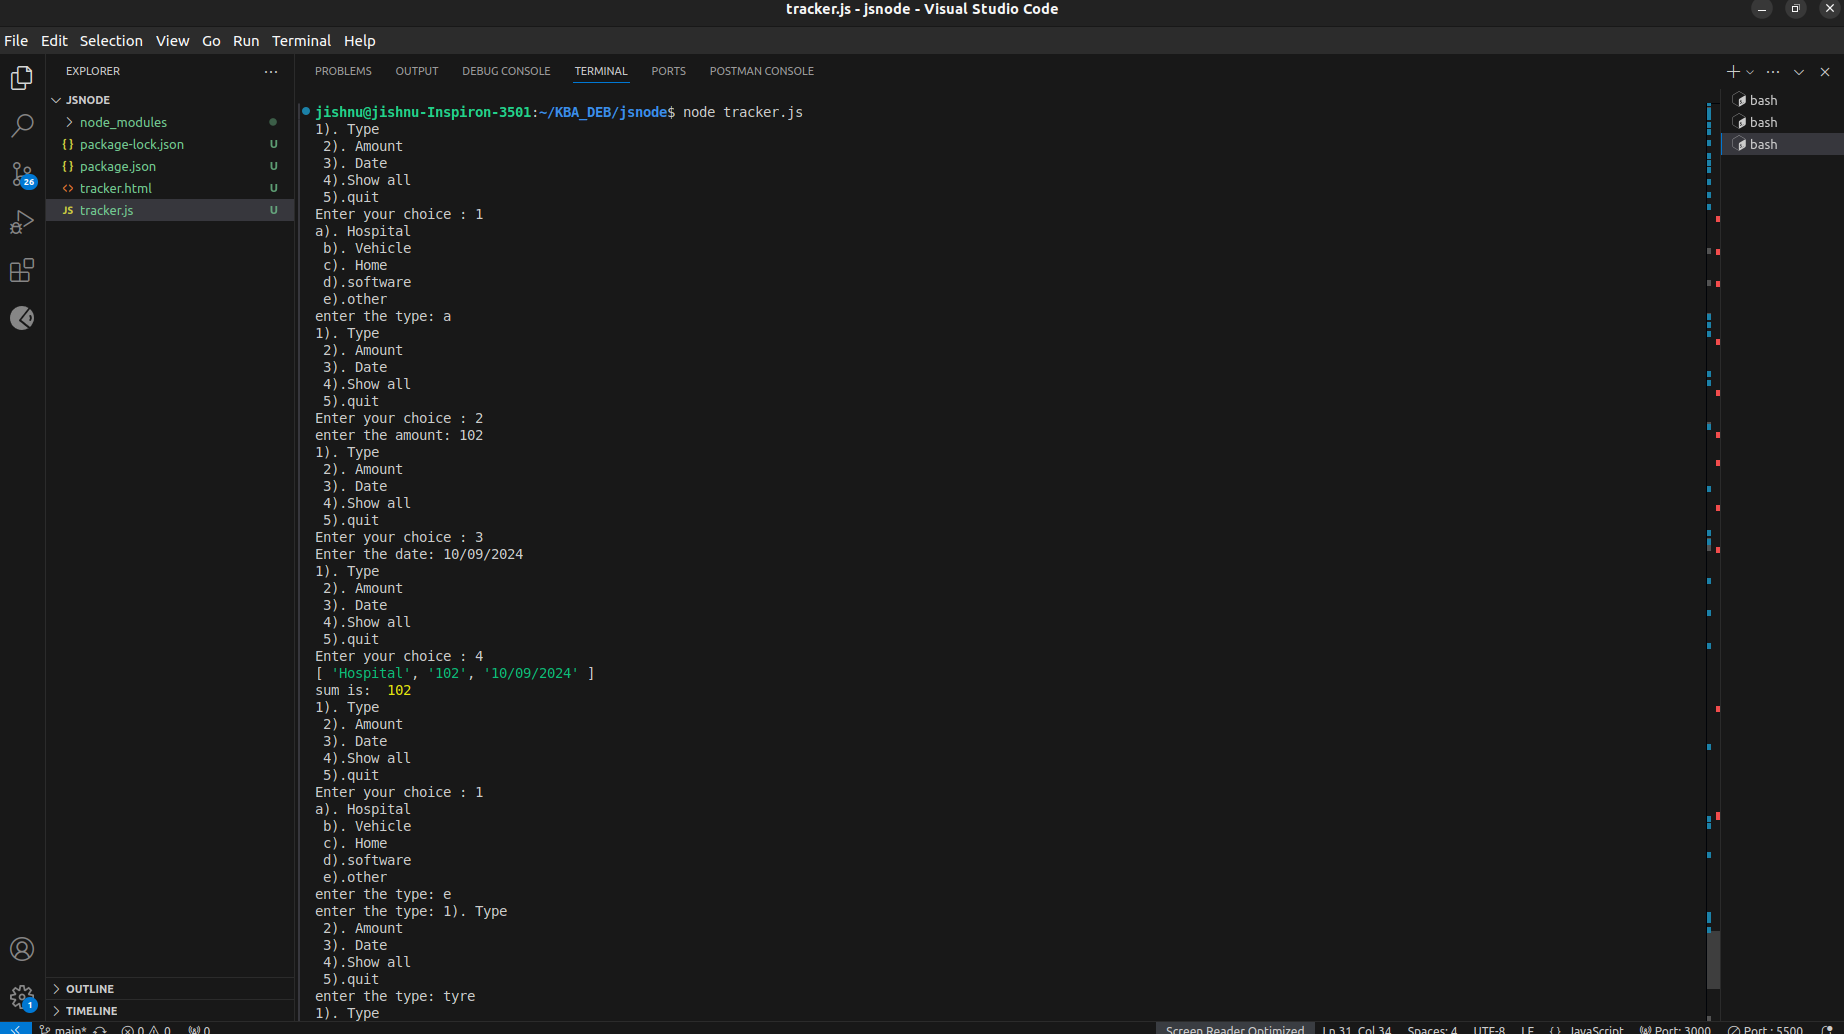 tracker.js - jsnode - Visual Studio Code
File Edit Selection View Go Run Terminal Help
EXPLORER
JSNODE
node_modules
package-lock.json U
package.json U
tracker.html U
JS tracker.js U
26
OUTLINE
TIMELINE
1
PROBLEMS OUTPUT DEBUG CONSOLE TERMINAL PORTS POSTMAN CONSOLE
bash
bash
bash
jishnu@jishnu-Inspiron-3501:~/KBA_DEB/jsnode$ node tracker.js
1). Type
2). Amount
3). Date
4).Show all
5).quit
Enter your choice : 1
a). Hospital
b). Vehicle
c). Home
d).software
e).other
enter the type: a
1). Type
2). Amount
3). Date
4).Show all
5).quit
Enter your choice : 2
enter the amount: 102
1). Type
2). Amount
3). Date
4).Show all
5).quit
Enter your choice : 3
Enter the date: 10/09/2024
1). Type
2). Amount
3). Date
4).Show all
5).quit
Enter your choice : 4
[ 'Hospital', '102', '10/09/2024' ]
sum is:  102
1). Type
2). Amount
3). Date
4).Show all
5).quit
Enter your choice : 1
a). Hospital
b). Vehicle
c). Home
d).software
e).other
enter the type: e
enter the type: 1). Type
2). Amount
3). Date
4).Show all
5).quit
enter the type: tyre
1). Type
main* 0 0 0 Screen Reader Optimized Ln 31, Col 34 Spaces: 4 UTF-8 LF {} JavaScript Port: 3000 Port : 5500